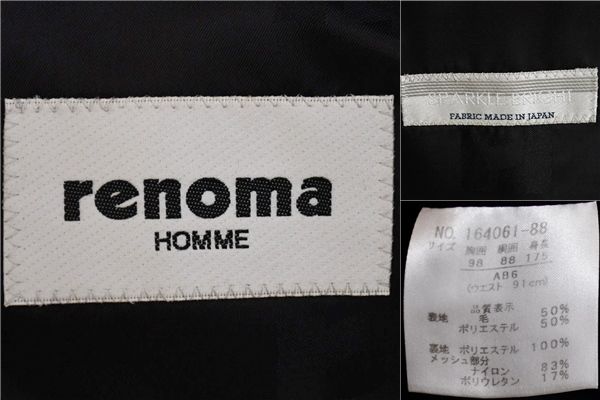 renoma
HOMME
SPARKLE BRIGHT
FABRIC MADE IN JAPAN
NO. 164061-88
サイズ 胸囲 胴囲 身長
98 88 175
AB6
(ウエスト 91cm)
品質表示
表地 毛 50%
ポリエステル 50%
裏地 ポリエステル 100%
メッシュ部分
ナイロン 83%
ポリウレタン 17%